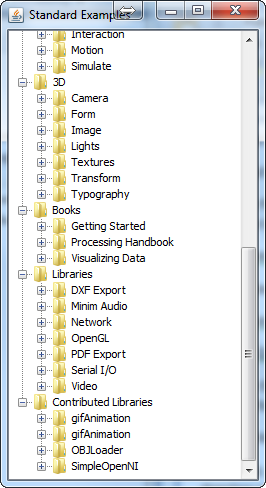 Standard Examples
Interaction
Motion
Simulate
3D
Camera
Form
Image
Lights
Textures
Transform
Typography
Books
Getting Started
Processing Handbook
Visualizing Data
Libraries
DXF Export
Minim Audio
Network
OpenGL
PDF Export
Serial I/O
Video
Contributed Libraries
gifAnimation
gifAnimation
OBJLoader
SimpleOpenNI